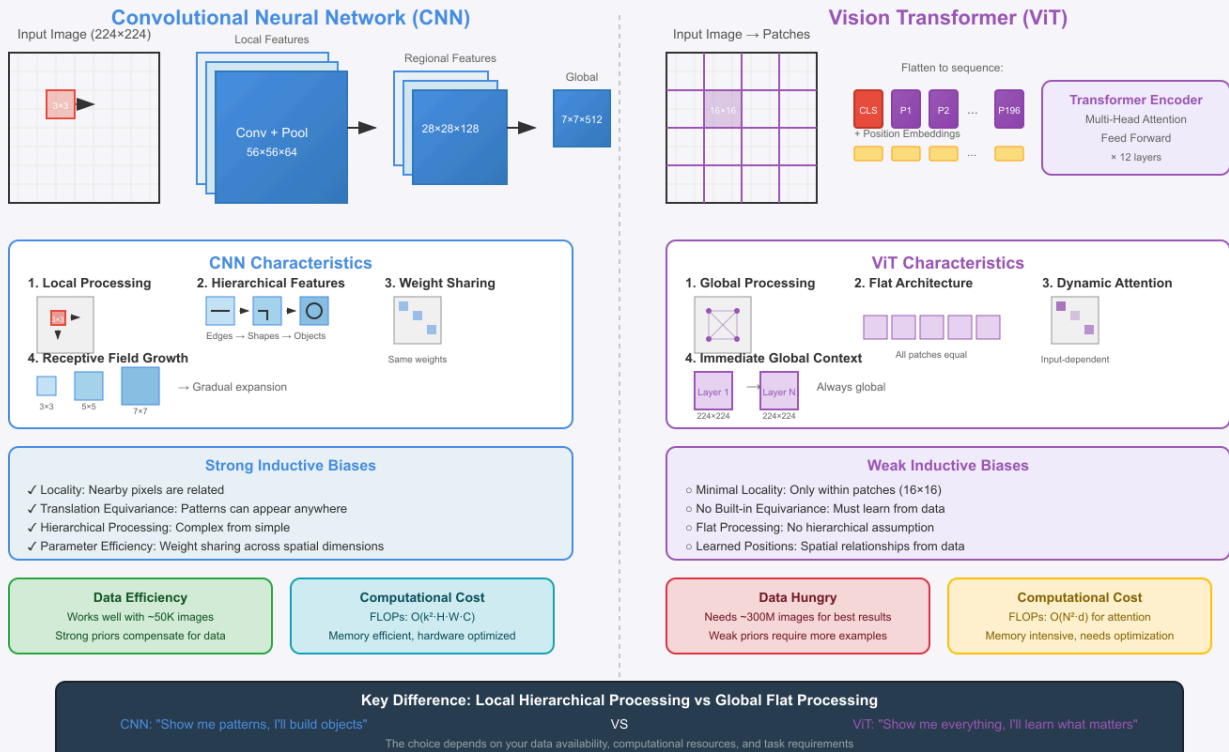 Convolutional Neural Network (CNN)
Input Image (224×224)
3×3
Local Features
Conv + Pool
56×56×64
Regional Features
28×28×128
Global
7×7×512
Vision Transformer (ViT)
Input Image → Patches
16×16
Flatten to sequence:
CLS P1 P2 ... P196
+ Position Embeddings
...
Transformer Encoder
Multi-Head Attention
Feed Forward
× 12 layers
CNN Characteristics
1. Local Processing
3×3
2. Hierarchical Features
Edges → Shapes → Objects
3. Weight Sharing
Same weights
4. Receptive Field Growth
→ Gradual expansion
3×3
5×5
7×7
ViT Characteristics
1. Global Processing
2. Flat Architecture
All patches equal
3. Dynamic Attention
Input-dependent
4. Immediate Global Context
Layer 1 → Layer N
Always global
224×224
224×224
Strong Inductive Biases
✓ Locality: Nearby pixels are related
✓ Translation Equivariance: Patterns can appear anywhere
✓ Hierarchical Processing: Complex from simple
✓ Parameter Efficiency: Weight sharing across spatial dimensions
Weak Inductive Biases
○ Minimal Locality: Only within patches (16×16)
○ No Built-in Equivariance: Must learn from data
○ Flat Processing: No hierarchical assumption
○ Learned Positions: Spatial relationships from data
Data Efficiency
Works well with ~50K images
Strong priors compensate for data
Computational Cost
FLOPs: O(k²·H·W·C)
Memory efficient, hardware optimized
Data Hungry
Needs ~300M images for best results
Weak priors require more examples
Computational Cost
FLOPs: O(N²·d) for attention
Memory intensive, needs optimization
Key Difference: Local Hierarchical Processing vs Global Flat Processing
CNN: "Show me patterns, I'll build objects"
VS
ViT: "Show me everything, I'll learn what matters"
The choice depends on your data availability, computational resources, and task requirements